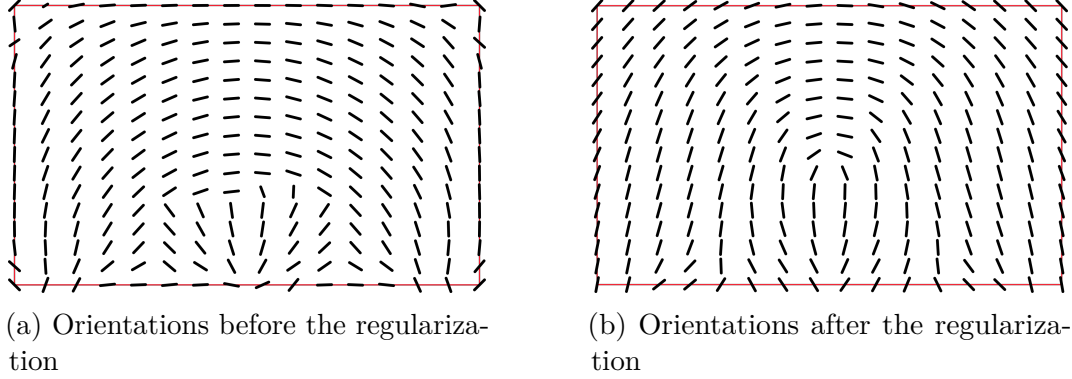 (a) Orientations before the regulariza-
tion
(b) Orientations after the regulariza-
tion